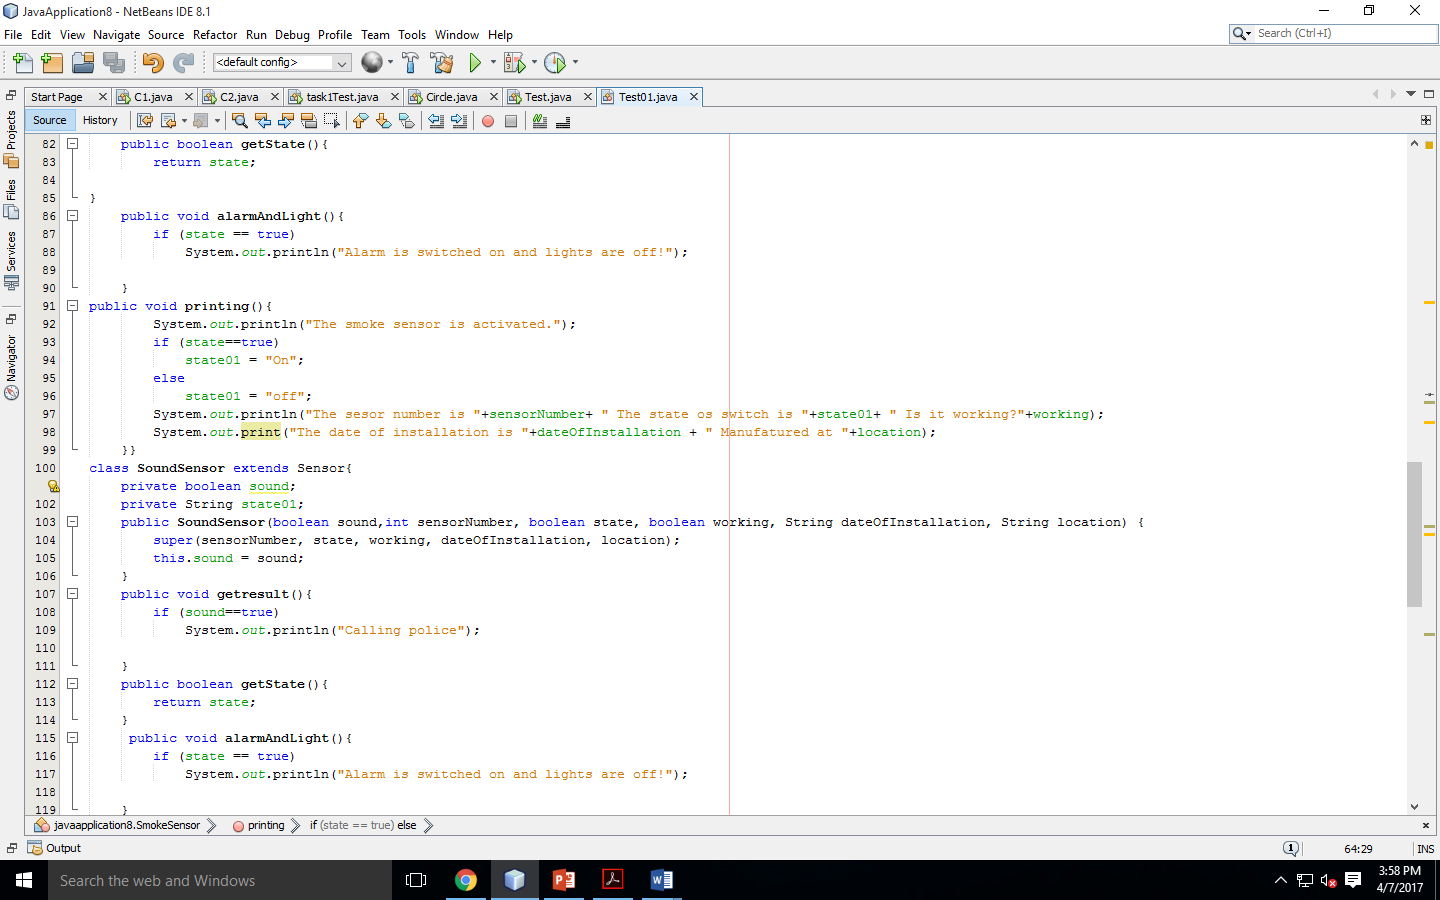 JavaApplication8 - NetBeans IDE 8.1
File Edit View Navigate Source Refactor Run Debug Profile Team Tools Window Help
Search (Ctrl+I)
<default config>
Start Page C1.java C2.java task1Test.java Circle.java Test.java Test01.java
Source History
Projects
Files
Services
Navigator
82 public boolean getState(){
83 return state;
84
85 }
86 public void alarmAndLight(){
87 if (state == true)
88 System.out.println("Alarm is switched on and lights are off!");
89
90 }
91 public void printing(){
92 System.out.println("The smoke sensor is activated.");
93 if (state==true)
94 state01 = "On";
95 else
96 state01 = "off";
97 System.out.println("The sesor number is "+sensorNumber+ " The state os switch is "+state01+ " Is it working?"+working);
98 System.out.print("The date of installation is "+dateOfInstallation + " Manufatured at "+location);
99 }}
100 class SoundSensor extends Sensor{
private boolean sound;
102 private String state01;
103 public SoundSensor(boolean sound,int sensorNumber, boolean state, boolean working, String dateOfInstallation, String location) {
104 super(sensorNumber, state, working, dateOfInstallation, location);
105 this.sound = sound;
106 }
107 public void getresult(){
108 if (sound==true)
109 System.out.println("Calling police");
110
111 }
112 public boolean getState(){
113 return state;
114 }
115 public void alarmAndLight(){
116 if (state == true)
117 System.out.println("Alarm is switched on and lights are off!");
118
119 }
javaapplication8.SmokeSensor printing if (state == true) else
Output
1 64:29 INS
Search the web and Windows
3:58 PM
4/7/2017